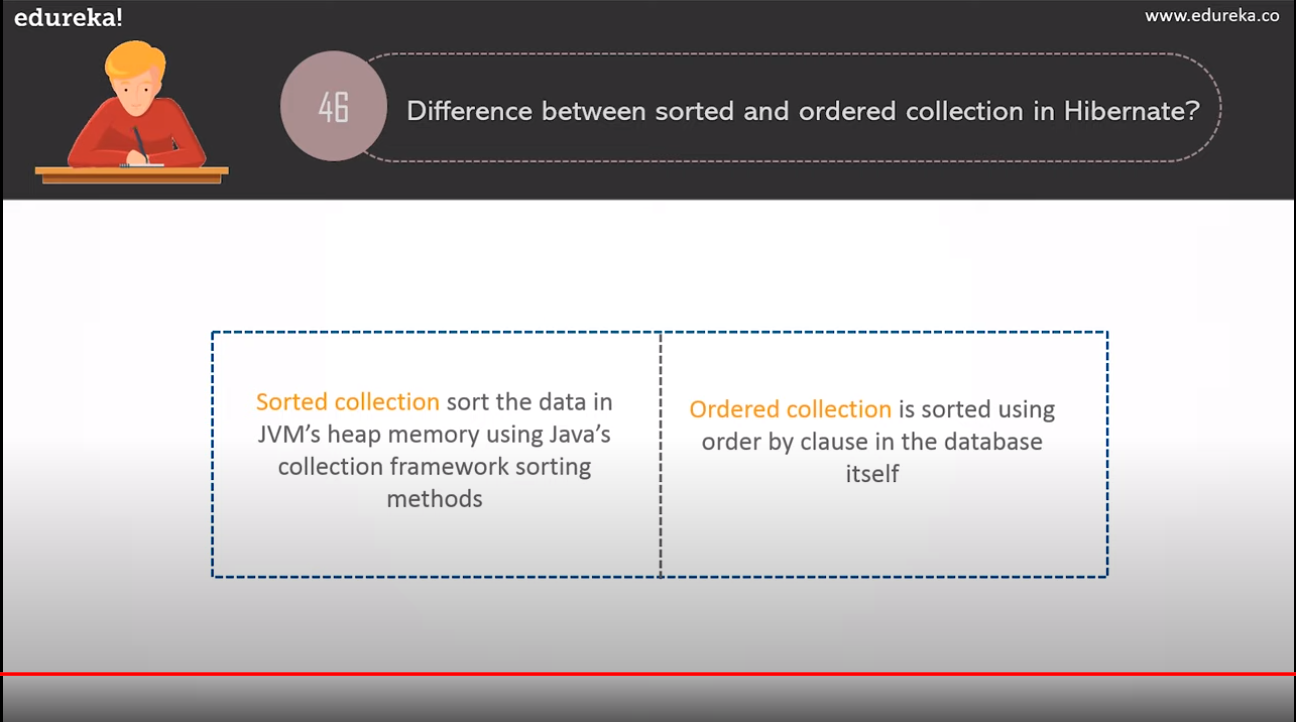 edureka!
www.edureka.co
46
Difference between sorted and ordered collection in Hibernate?
Sorted collection sort the data in
JVM's heap memory using Java's
collection framework sorting
methods
Ordered collection is sorted using
order by clause in the database
itself